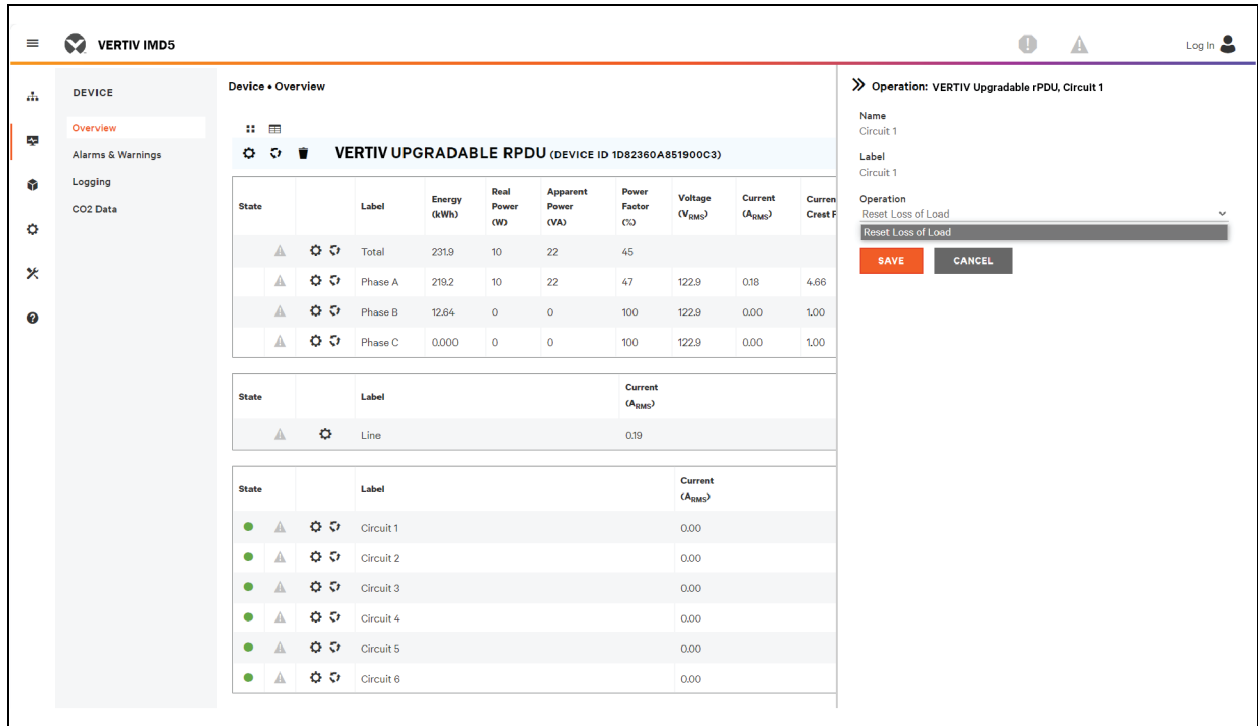 VERTIV IMD5
Log In
DEVICE
Overview
Alarms & Warnings
Logging
CO2 Data
Device • Overview
VERTIV UPGRADABLE RPDU (DEVICE ID 1D82360A851900C3)
State Label Energy (kWh) Real Power (W) Apparent Power (VA) Power Factor (%) Voltage (VRMS) Current (ARMS) Curren Crest F
Total 231.9 10 22 45
Phase A 219.2 10 22 47 122.9 0.18 4.66
Phase B 12.64 0 0 100 122.9 0.00 1.00
Phase C 0.000 0 0 100 122.9 0.00 1.00
State Label Current (ARMS)
Line 0.19
State Label Current (ARMS)
Circuit 1 0.00
Circuit 2 0.00
Circuit 3 0.00
Circuit 4 0.00
Circuit 5 0.00
Circuit 6 0.00
Operation: VERTIV Upgradable rPDU, Circuit 1
Name
Circuit 1
Label
Circuit 1
Operation
Reset Loss of Load
Reset Loss of Load
SAVE CANCEL